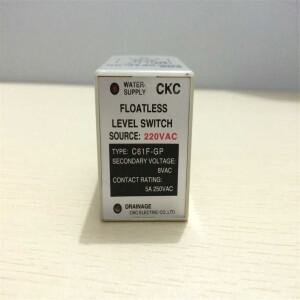 WATER-
SUPPLY
CKC
FLOATLESS
LEVEL SWITCH
SOURCE: 220VAC
TYPE: C61F-GP
SECONDARY VOLTAGE:
8VAC
CONTACT RATING:
5A 250VAC
DRAINAGE
CKC ELECTRIC CO.,LTD